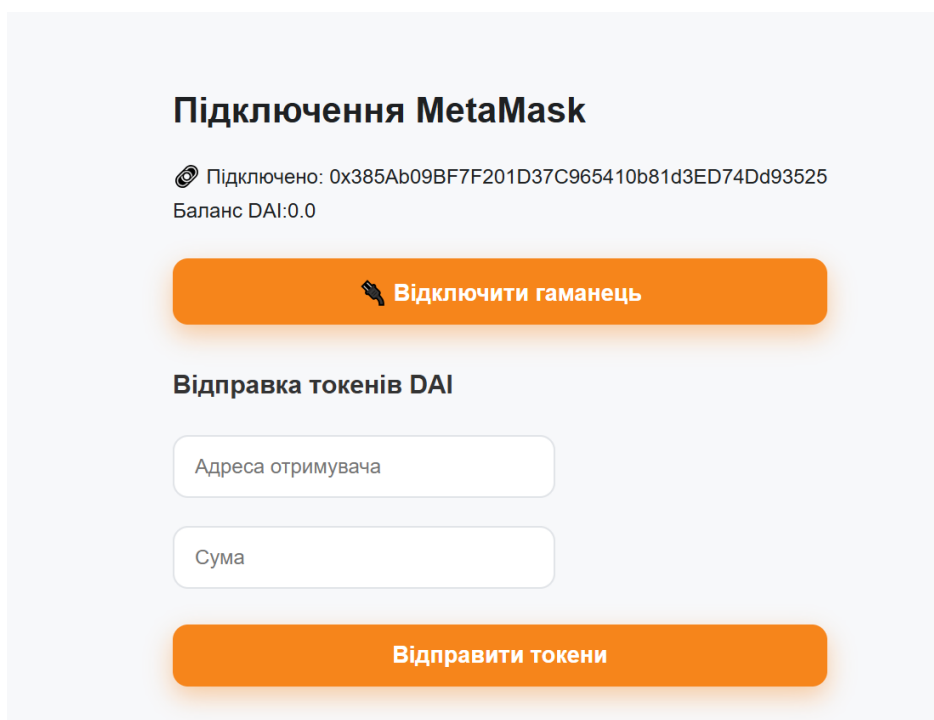 Підключення MetaMask
🔗 Підключено: 0x385Ab09BF7F201D37C965410b81d3ED74Dd93525
Баланс DAI:0.0
🔌 Відключити гаманець
Відправка токенів DAI
Адреса отримувача
Сума
Відправити токени